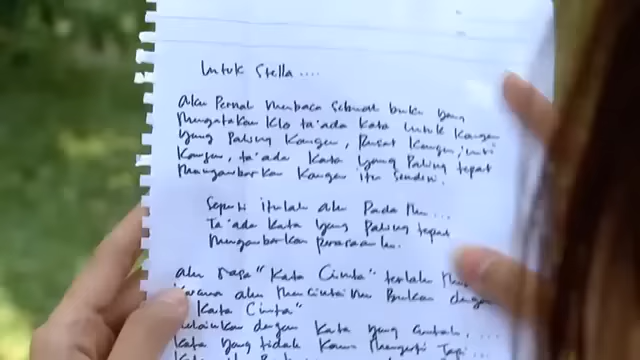 Untuk Stella....
aku Pernah membaca sebuah buku yang
mengatakan klo ta'ada kata untuk kangen
yang Paling kangen, Pusat kangen, inti
kangen, ta'ada kata yang Paling tepat
menggambarkan kangen itu sendiri.
Seperti itulah aku Pada Mu...
Ta'ada kata yang Paling tepat
menggambarkan perasaan ku.
aku rasa "Kata Cinta" terlalu
karena aku mencintai Mu Bukan dengan
Kata Cinta"
melainkan dengan kata yang entah....
kata yang tidak kamu mengerti Tapi...